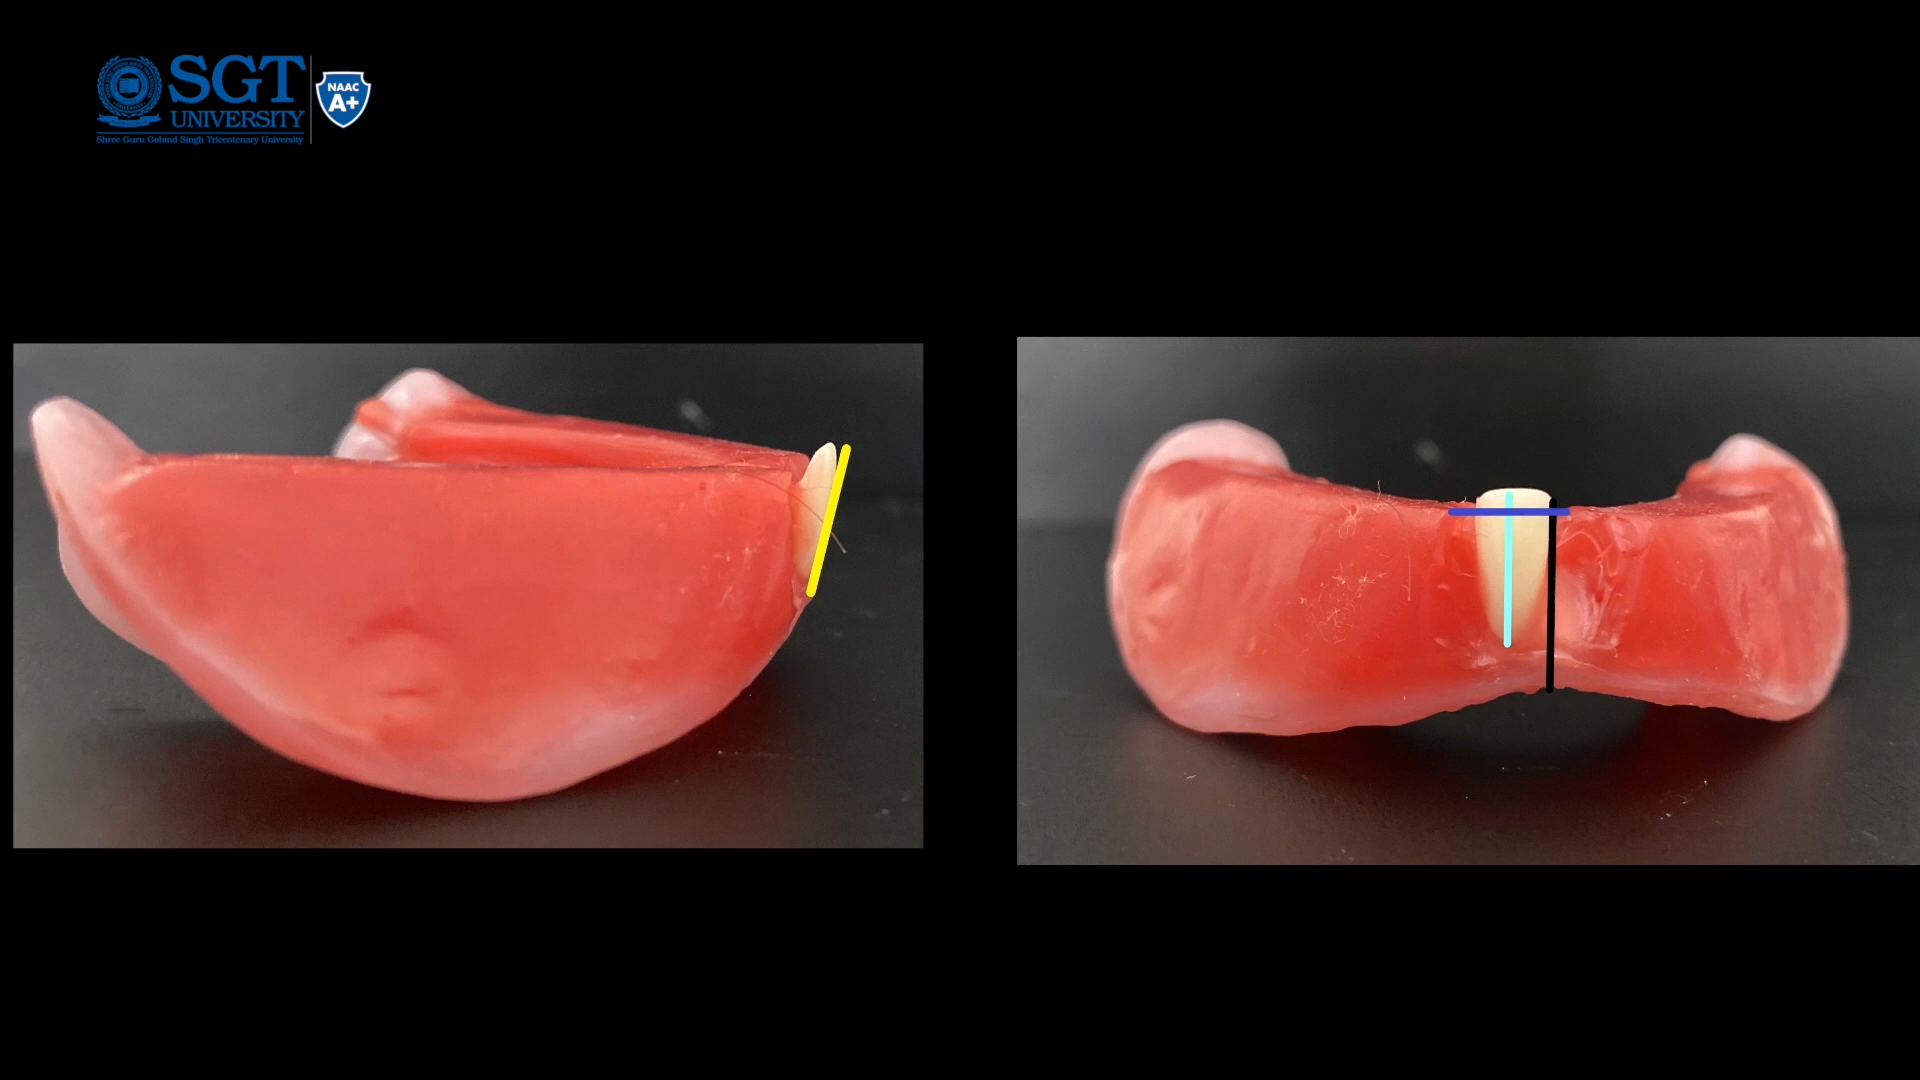 SGT
UNIVERSITY
Shree Guru Gobind Singh Tricentenary University
NAAC
A+